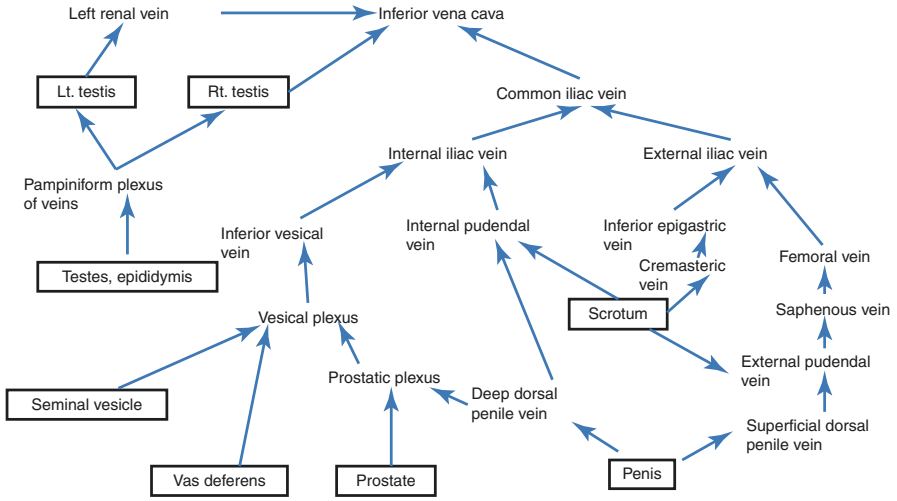 Left renal vein
Inferior vena cava
Lt. testis
Rt. testis
Common iliac vein
Internal iliac vein
External iliac vein
Pampiniform plexus
of veins
Inferior vesical
vein
Internal pudendal
vein
Inferior epigastric
vein
Cremasteric
vein
Femoral vein
Testes, epididymis
Scrotum
Saphenous vein
Vesical plexus
External pudendal
vein
Prostatic plexus
Deep dorsal
penile vein
Seminal vesicle
Superficial dorsal
penile vein
Vas deferens
Prostate
Penis